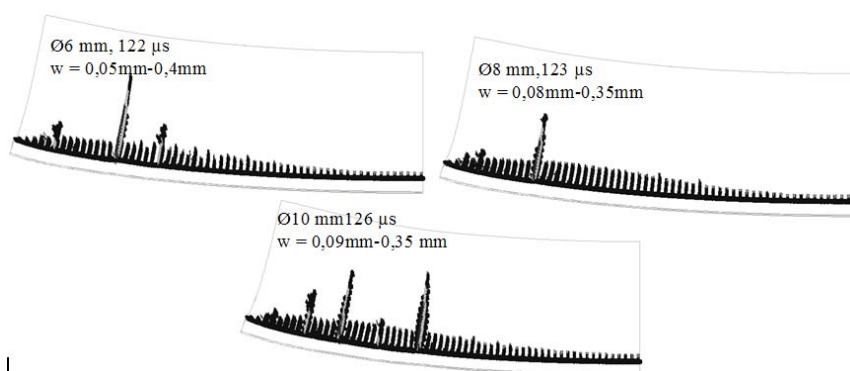 Ø6 mm, 122 µs
w = 0,05mm-0,4mm
Ø8 mm,123 µs
w = 0,08mm-0,35mm
Ø10 mm126 µs
w = 0,09mm-0,35 mm